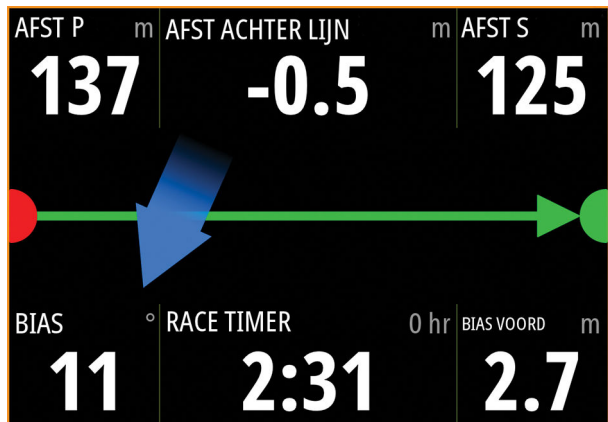 AFST P m AFST ACHTER LIJN m AFST S m
137 -0.5 125
BIAS ° RACE TIMER 0 hr BIAS VOORD m
11 2:31 2.7